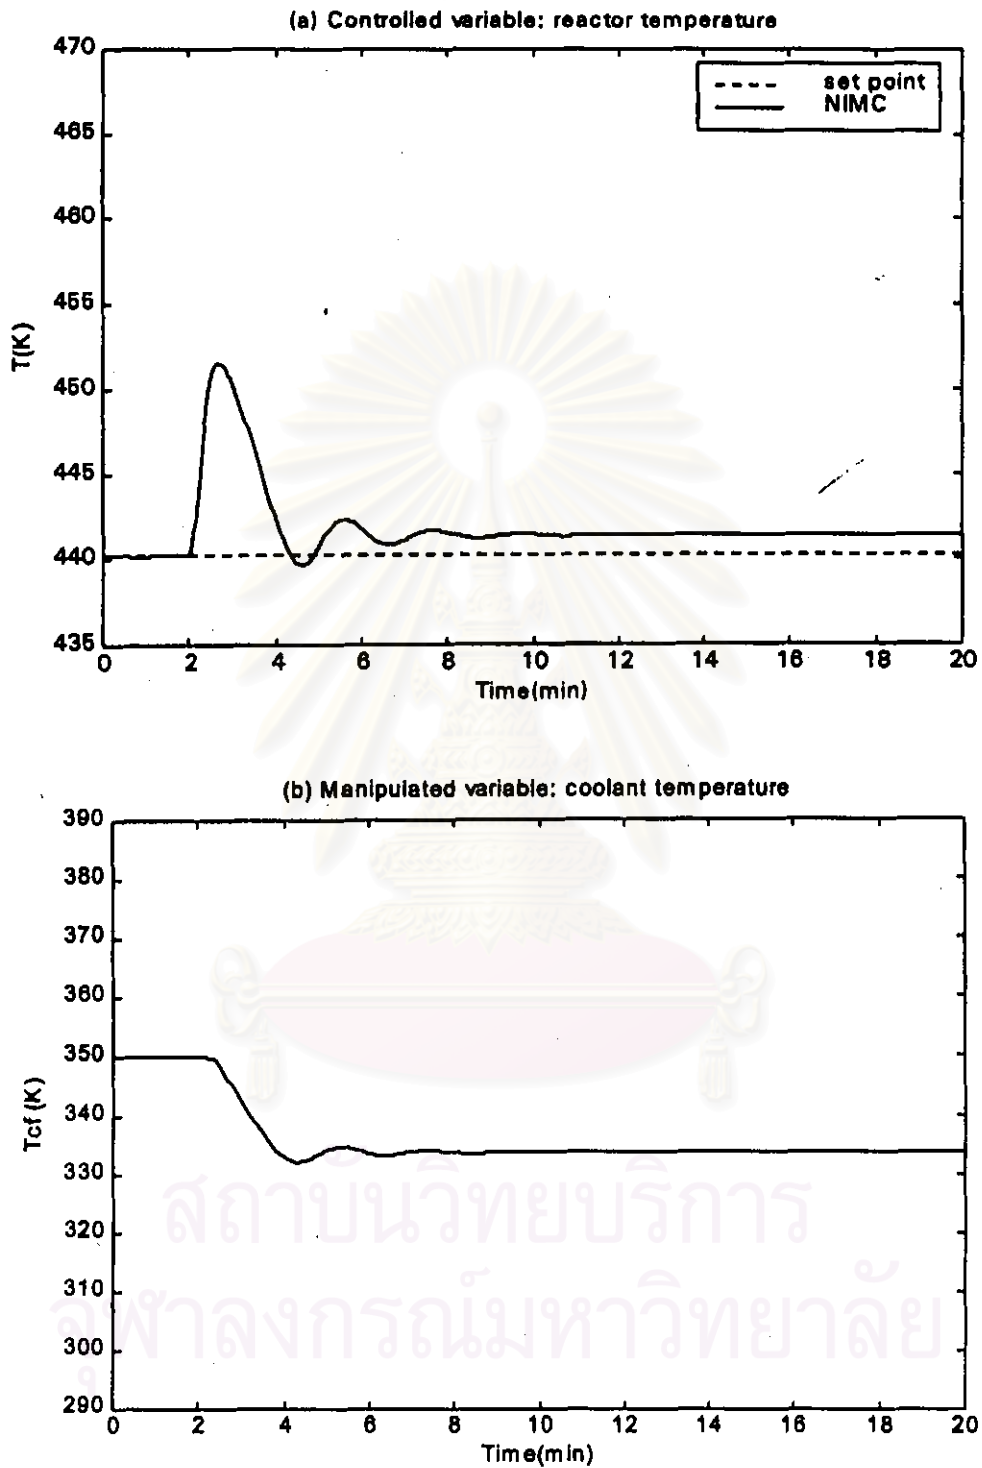 (a) Controlled variable: reactor temperature
470
465
460
455
450
445
440
435
T(K)
set point
NIMC
0 2 4 6 8 10 12 14 16 18 20
Time(min)
(b) Manipulated variable: coolant temperature
390
380
370
360
350
340
330
320
310
300
290
Tcf (K)
0 2 4 6 8 10 12 14 16 18 20
Time(min)
สถาบันวิทยบริการ
จุฬาลงกรณ์มหาวิทยาลัย